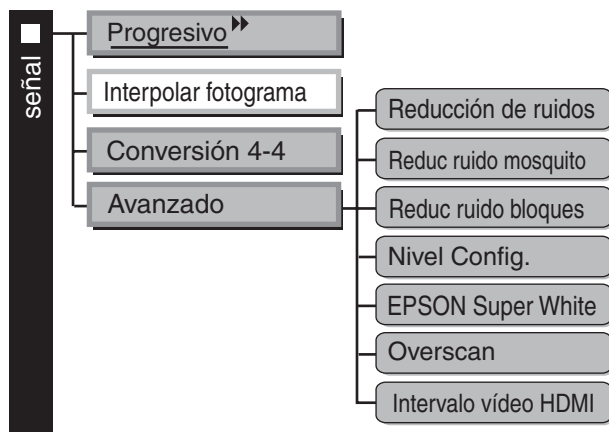 señal
Progresivo
Interpolar fotograma
Conversión 4-4
Avanzado
Reducción de ruidos
Reduc ruido mosquito
Reduc ruido bloques
Nivel Config.
EPSON Super White
Overscan
Intervalo vídeo HDMI